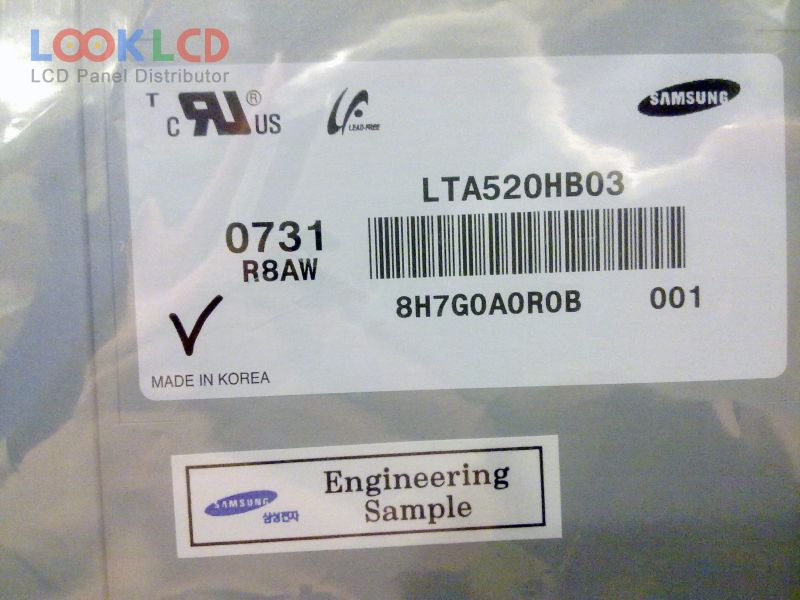 LOOKLCD
LCD Panel Distributor
T
C RU® US
LEAD-FREE
SAMSUNG
LTA520HB03
0731
R8AW
8H7G0A0R0B 001
MADE IN KOREA
Engineering
Sample
SAMSUNG
삼성전자